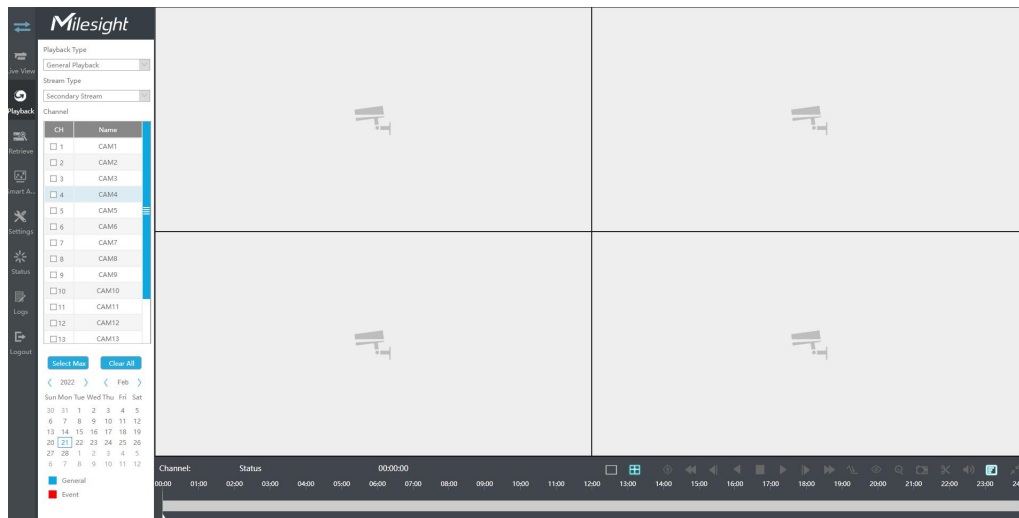 Milesight
Live View
Playback
Retrieve
Smart A...
Settings
Status
Logs
Logout
Playback Type
General Playback
Stream Type
Secondary Stream
Channel
CH Name
1 CAM1
2 CAM2
3 CAM3
4 CAM4
5 CAM5
6 CAM6
7 CAM7
8 CAM8
9 CAM9
10 CAM10
11 CAM11
12 CAM12
13 CAM13
Select Max Clear All
2022 Feb
Sun Mon Tue Wed Thu Fri Sat
30 31 1 2 3 4 5
6 7 8 9 10 11 12
13 14 15 16 17 18 19
20 21 22 23 24 25 26
27 28 1 2 3 4 5
6 7 8 9 10 11 12
General
Event
Channel: Status 00:00:00
00:00 01:00 02:00 03:00 04:00 05:00 06:00 07:00 08:00 09:00 10:00 11:00 12:00 13:00 14:00 15:00 16:00 17:00 18:00 19:00 20:00 21:00 22:00 23:00 24